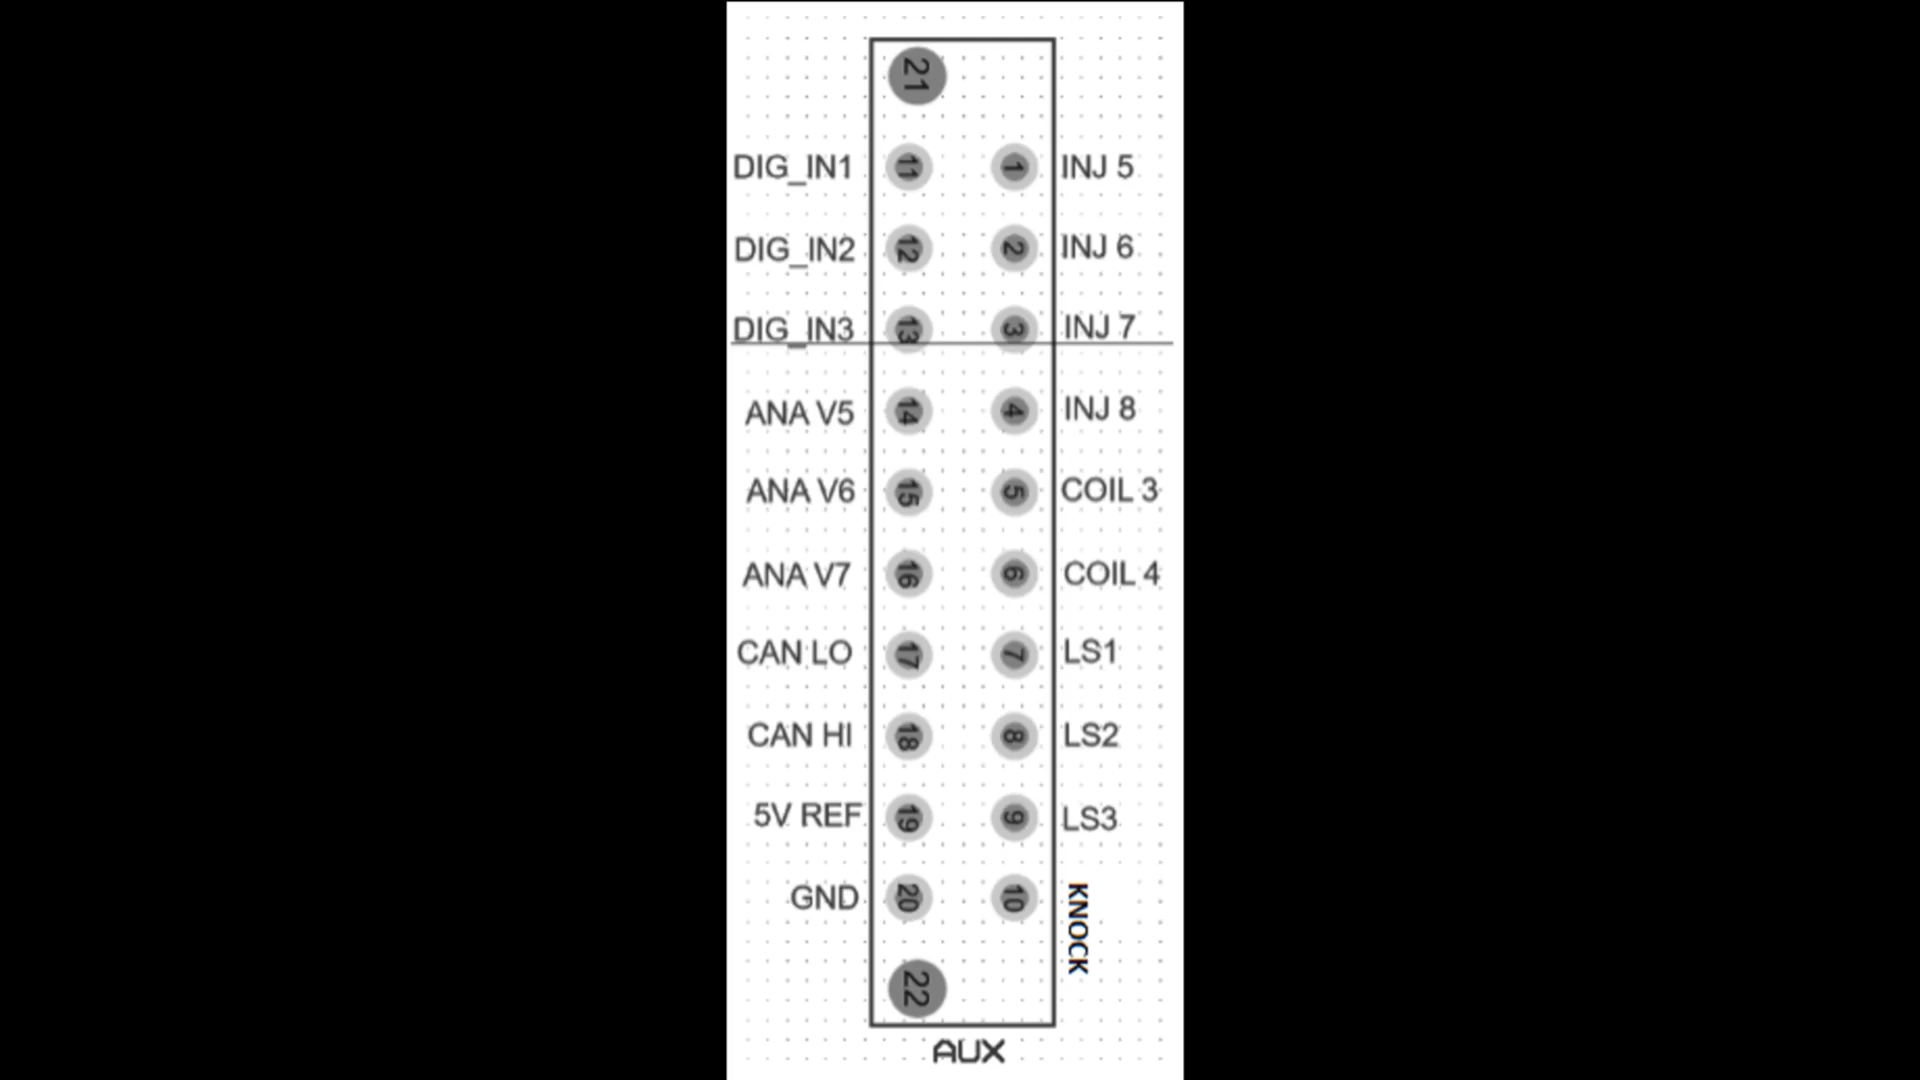 21
DIG_IN1 11 1 INJ 5
DIG_IN2 12 2 INJ 6
DIG_IN3 13 3 INJ 7
ANA V5 14 4 INJ 8
ANA V6 15 5 COIL 3
ANA V7 16 6 COIL 4
CAN LO 17 7 LS1
CAN HI 18 8 LS2
5V REF 19 9 LS3
GND 20 10 KNOCK
22
AUX